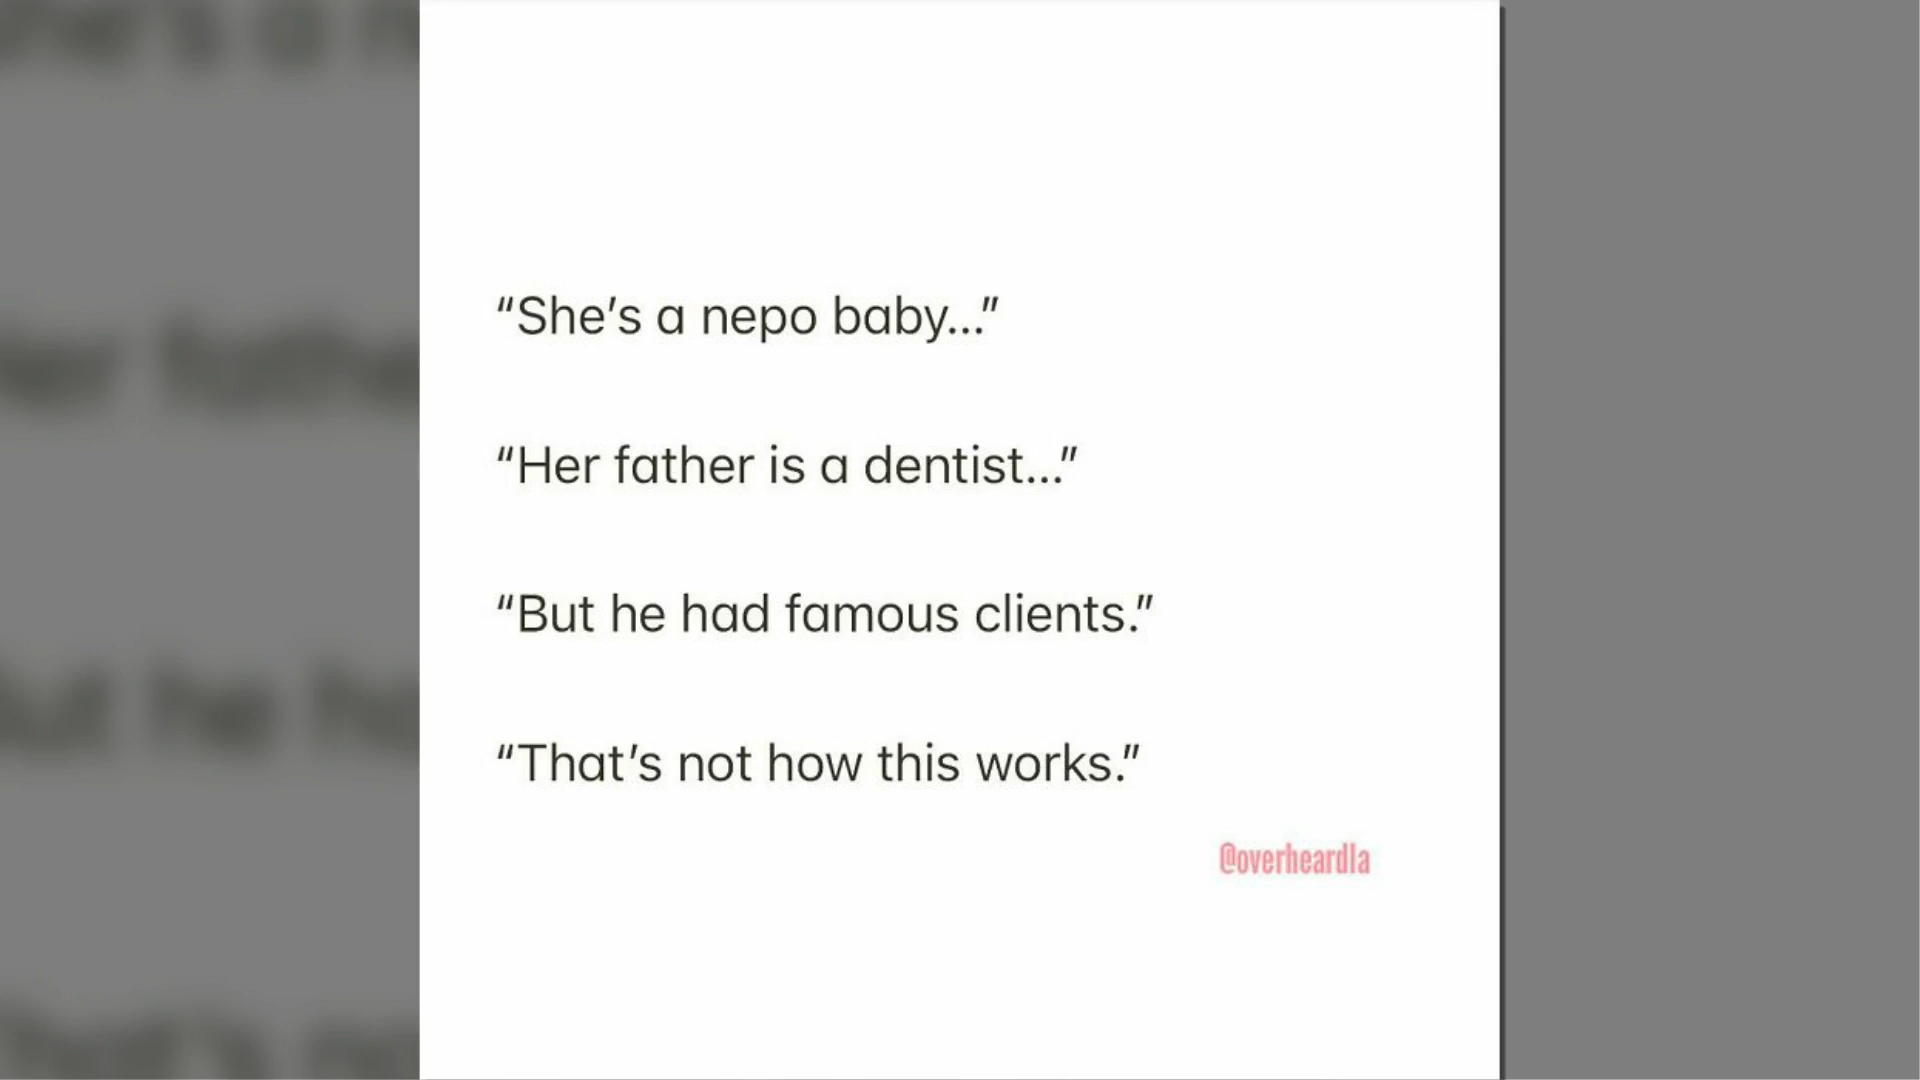 “She’s a nepo baby...”
“Her father is a dentist...”
“But he had famous clients.”
“That’s not how this works.”
@overheardla